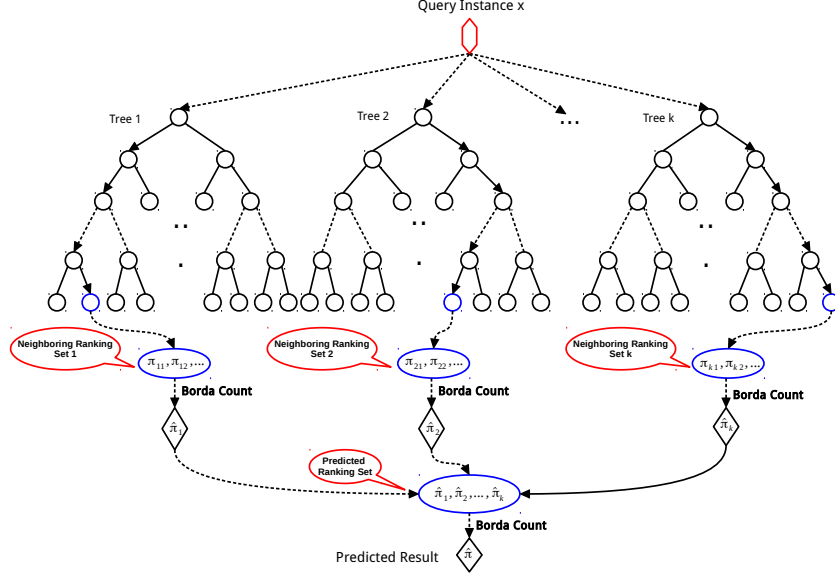 Query Instance x
Tree 1
Tree 2
...
Tree k
..
..
..
.
.
.
Neighboring Ranking
Set 1
π₁₁, π₁₂,...
Neighboring Ranking
Set 2
π₂₁, π₂₂,...
Neighboring Ranking
Set k
πₖ₁, πₖ₂,...
Borda Count
Borda Count
Borda Count
π̂₁
π̂₂
π̂ₖ
Predicted
Ranking Set
π̂₁, π̂₂,..., π̂ₖ
Borda Count
Predicted Result
π̂